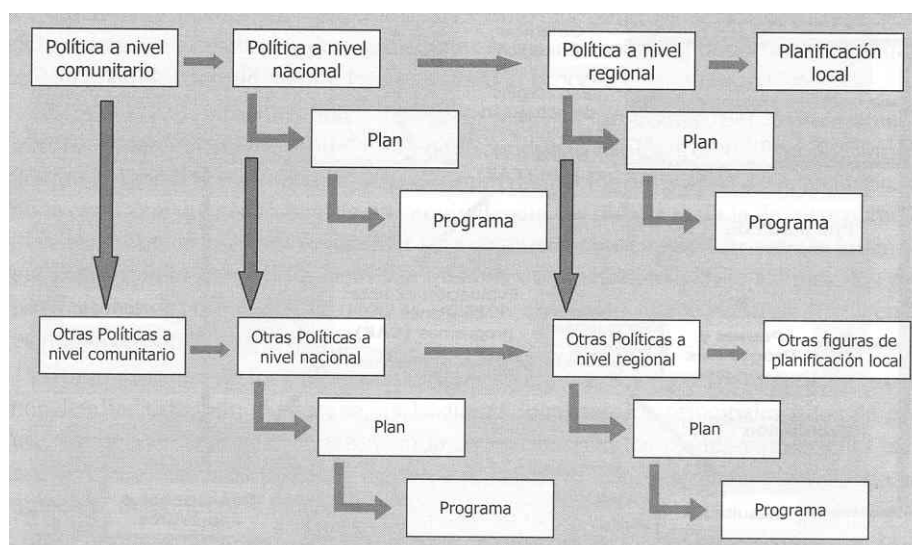 Política a nivel
comunitario
Política a nivel
nacional
Política a nivel
regional
Planificación
local
Plan
Plan
Programa
Programa
Otras Políticas a
nivel comunitario
Otras Políticas a
nivel nacional
Otras Políticas a
nivel regional
Otras figuras de
planificación local
Plan
Plan
Programa
Programa